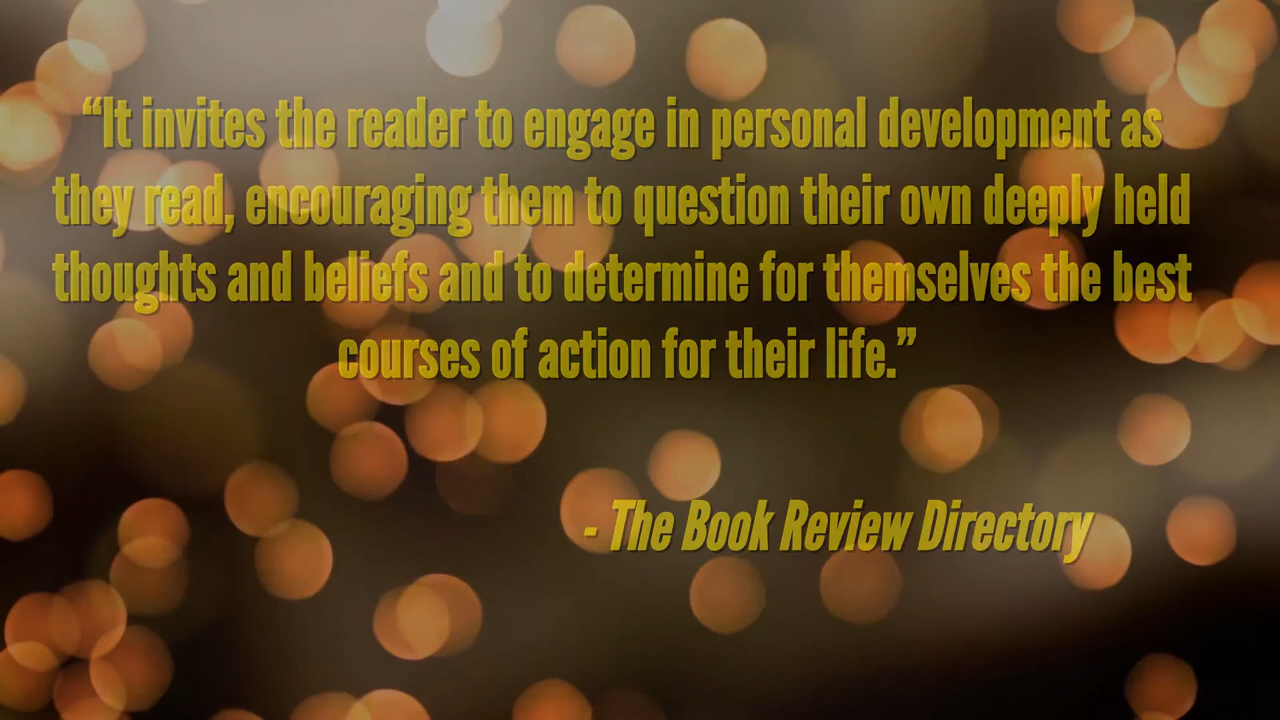 “It invites the reader to engage in personal development as
they read, encouraging them to question their own deeply held
thoughts and beliefs and to determine for themselves the best
courses of action for their life.”
- The Book Review Directory